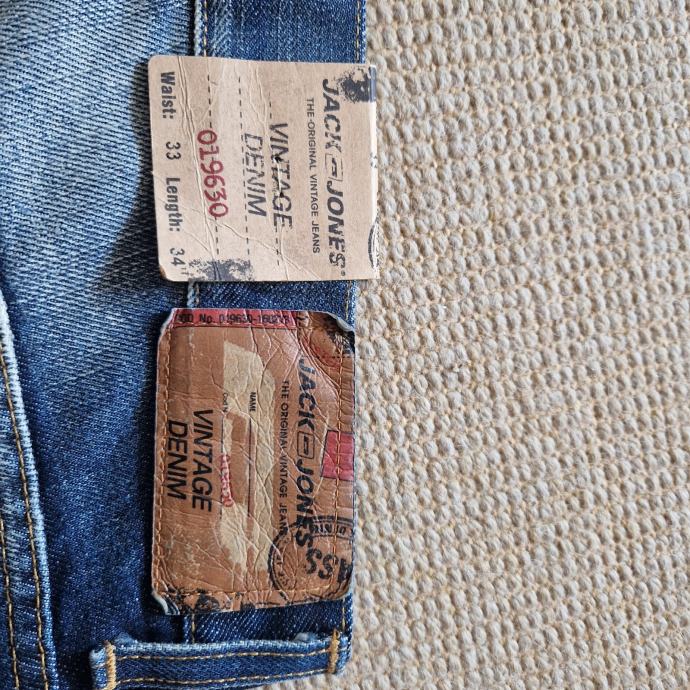 JACK & JONES®
THE ORIGINAL VINTAGE JEANS
VINTAGE
DENIM
019630
Waist: 33 Length: 34"
JACK & JONES
THE ORIGINAL VINTAGE JEANS
NAME
VINTAGE
DENIM